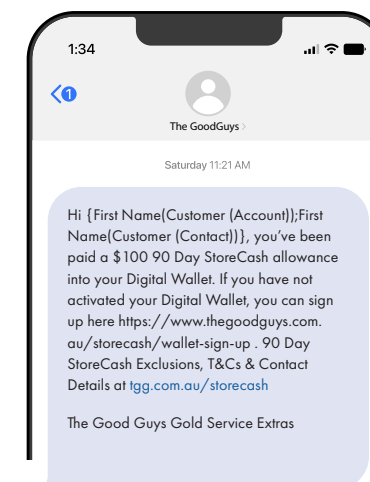 1:34
1
The GoodGuys
Saturday 11:21 AM
Hi {First Name(Customer (Account));First
Name(Customer (Contact))}, you've been
paid a $100 90 Day StoreCash allowance
into your Digital Wallet. If you have not
activated your Digital Wallet, you can sign
up here https://www.thegoodguys.com.
au/storecash/wallet-sign-up . 90 Day
StoreCash Exclusions, T&Cs & Contact
Details at tgg.com.au/storecash
The Good Guys Gold Service Extras